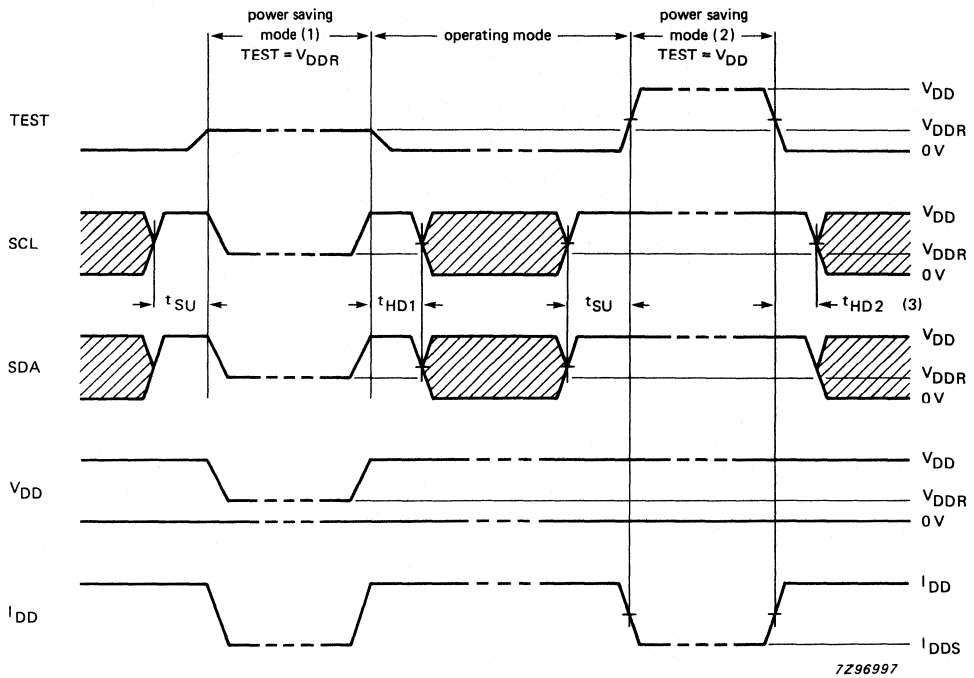 power saving
mode (1)
TEST = VDDR
operating mode
power saving
mode (2)
TEST ≈ VDD
TEST
VDD
VDDR
0 V
SCL
VDD
VDDR
0 V
tSU
tHD1
tSU
tHD2 (3)
SDA
VDD
VDDR
0 V
VDD
VDD
VDDR
0 V
IDD
IDD
IDDS
7Z96997